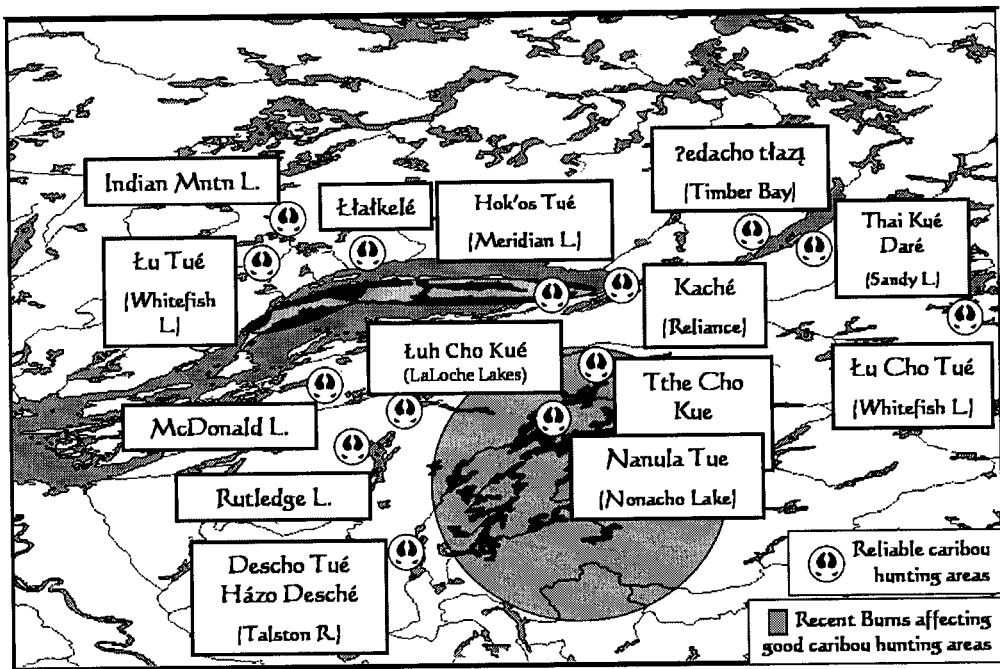 ?edacho tłazį
(Timber Bay)
Indian Mntn L.
Łłałkelé
Hok'os Tué
(Meridian L.)
Thai Kué
Daré
(Sandy L.)
Łu Tué
(Whitefish
L.)
Kaché
(Reliance)
Łuh Cho Kué
(LaLoche Lakes)
Łu Cho Tué
(Whitefish L.)
Tthe Cho
Kue
McDonald L.
Nanula Tue
(Nonacho Lake)
Rutledge L.
Descho Tué
Házo Desché
(Talston R.)
Reliable caribou
hunting areas
Recent Burns affecting
good caribou hunting areas